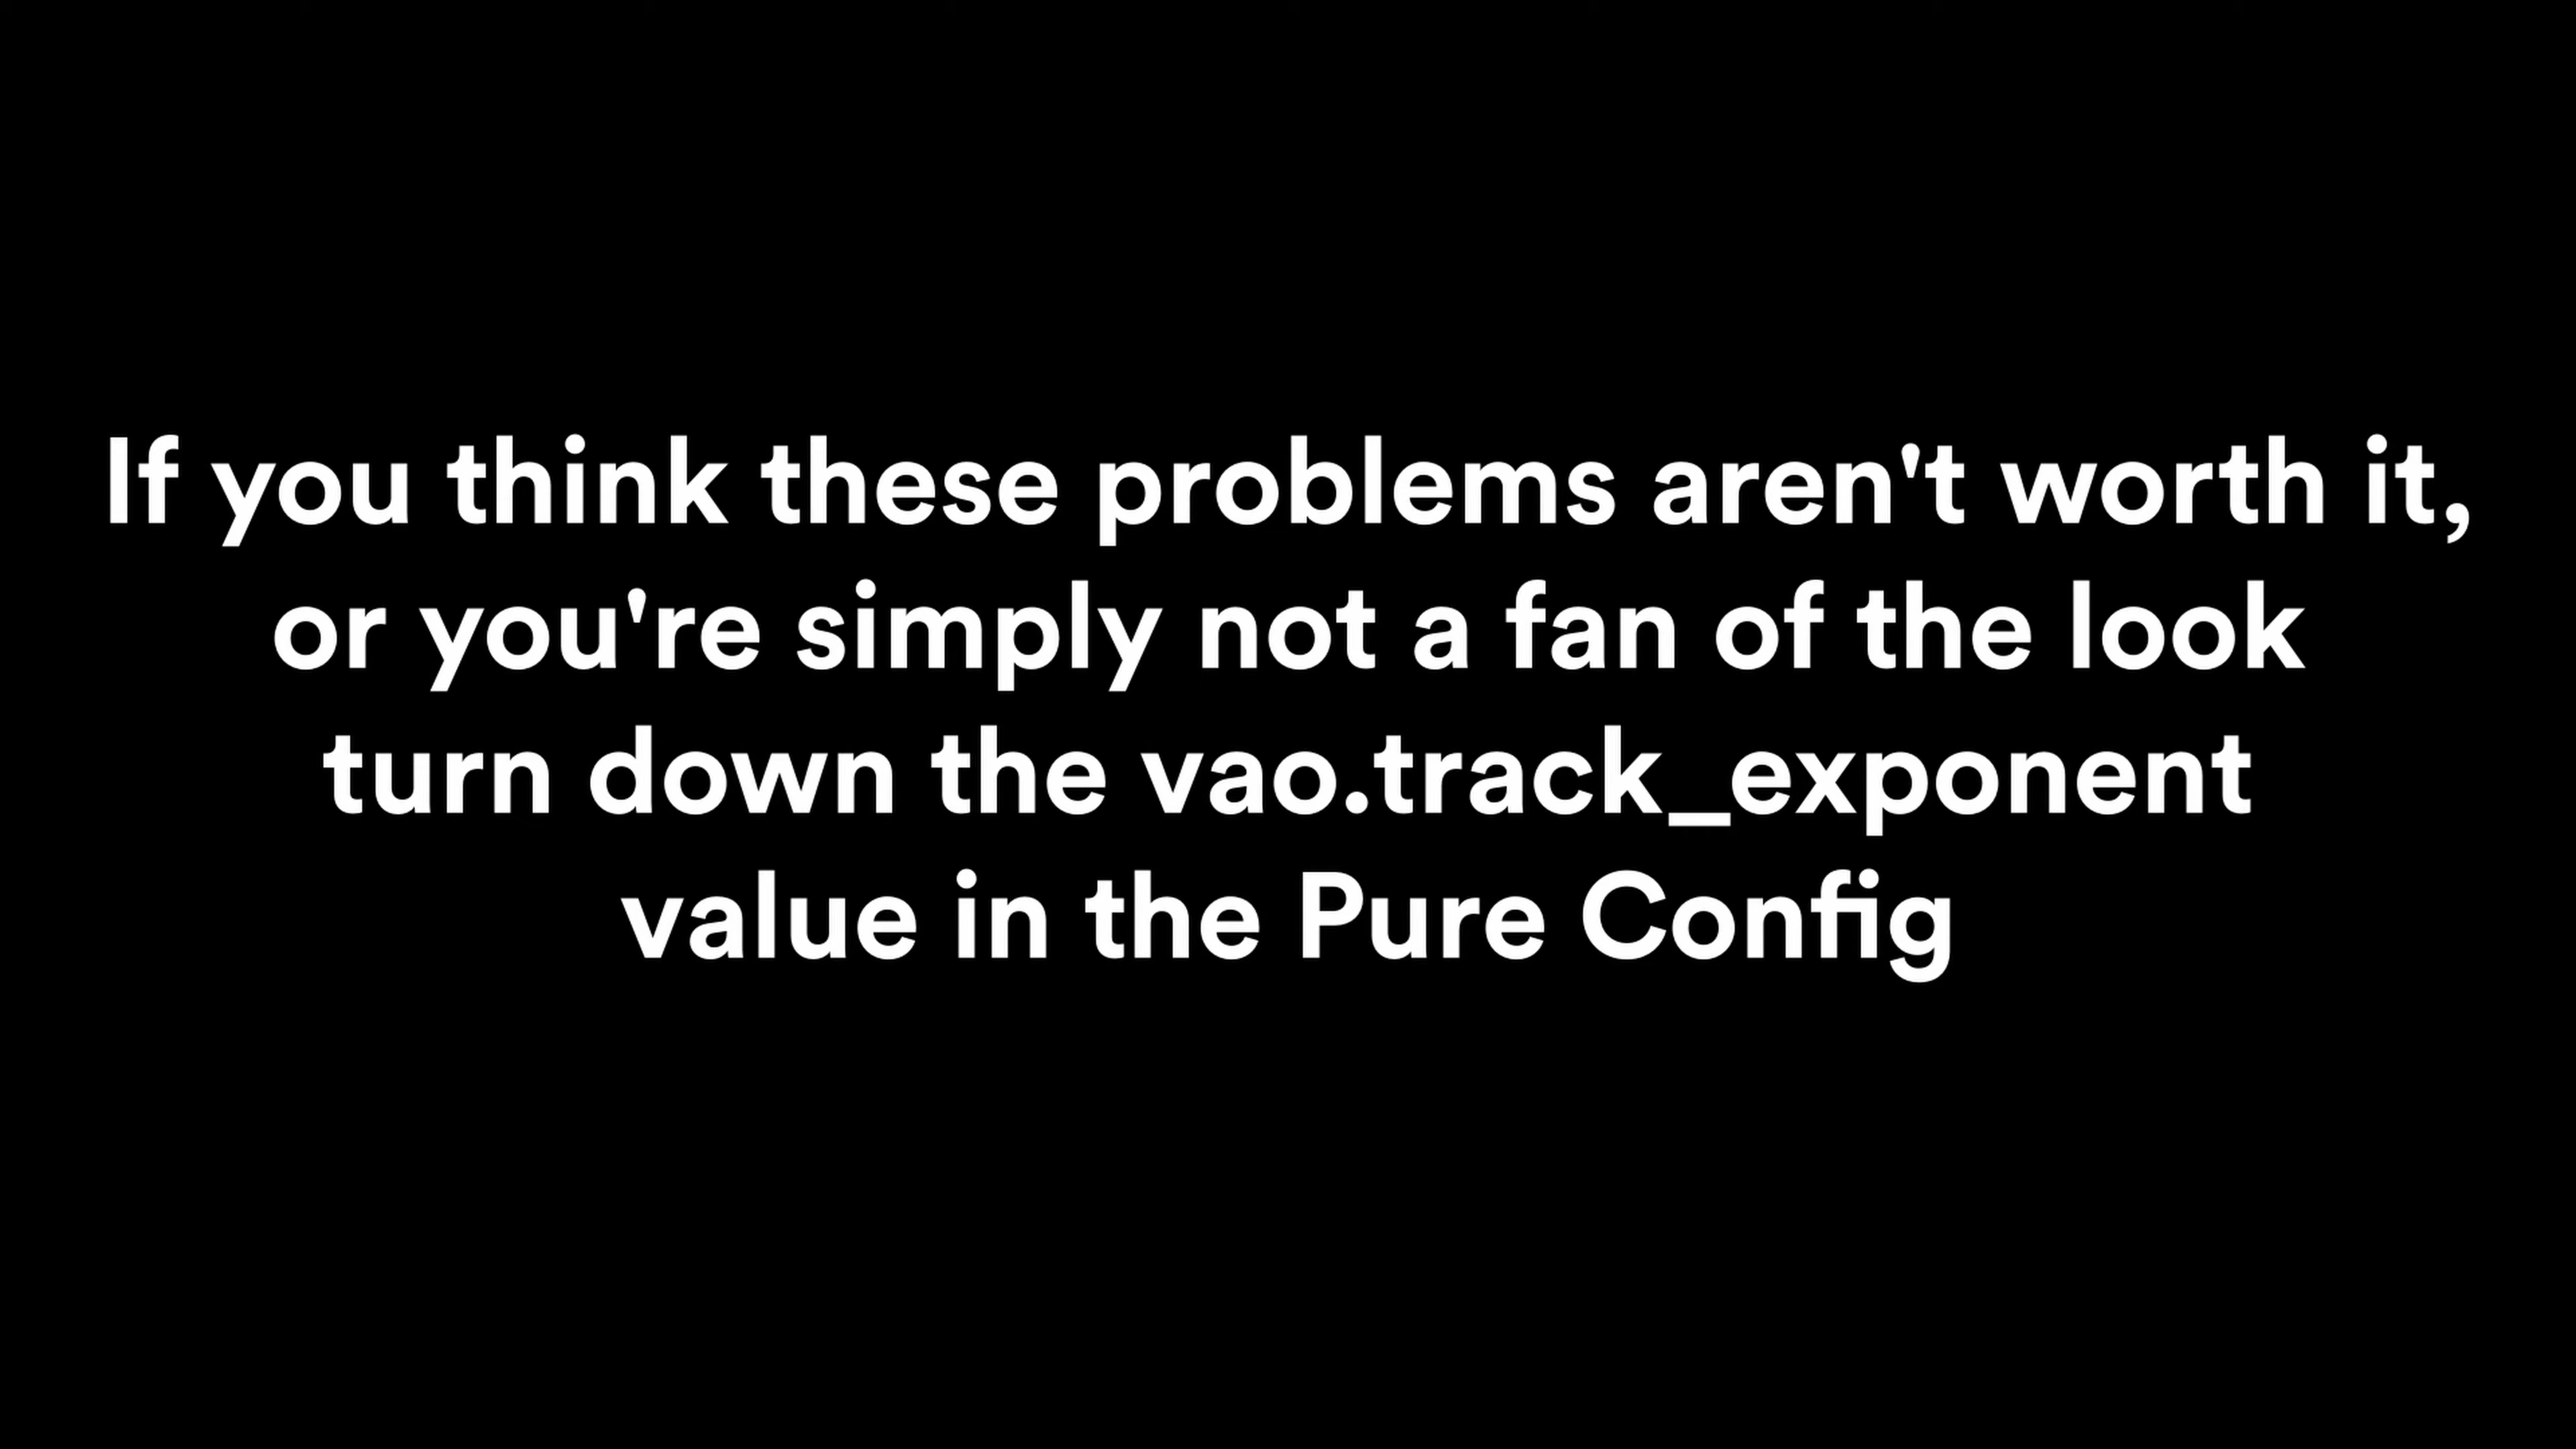 If you think these problems aren't worth it,
or you're simply not a fan of the look
turn down the vao.track_exponent
value in the Pure Config